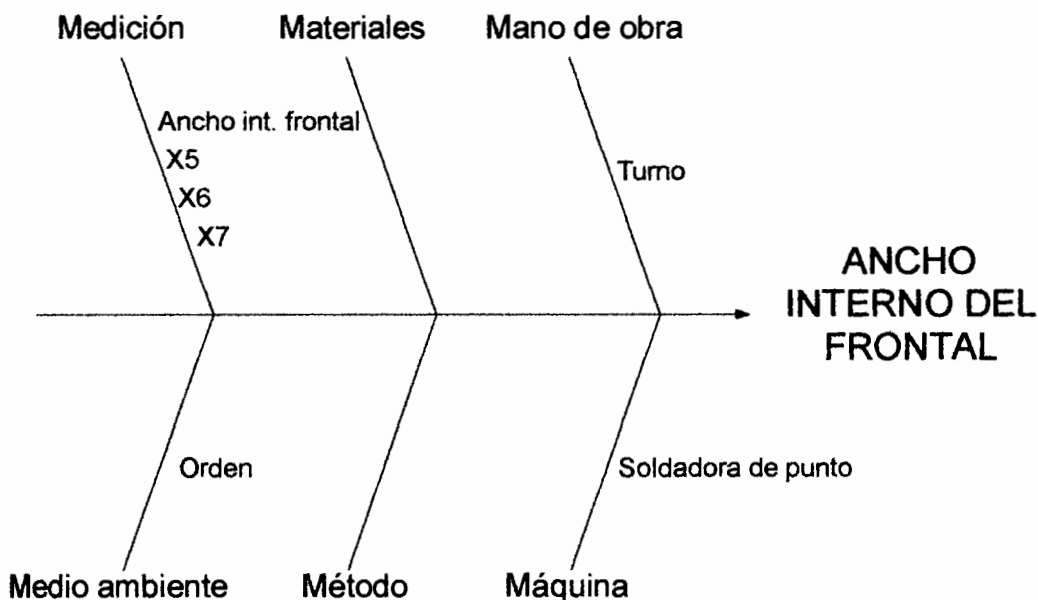 Medición
Materiales
Mano de obra
Ancho int. frontal
X5
X6
X7
Turno
ANCHO
INTERNO DEL
FRONTAL
Orden
Soldadora de punto
Medio ambiente
Método
Máquina